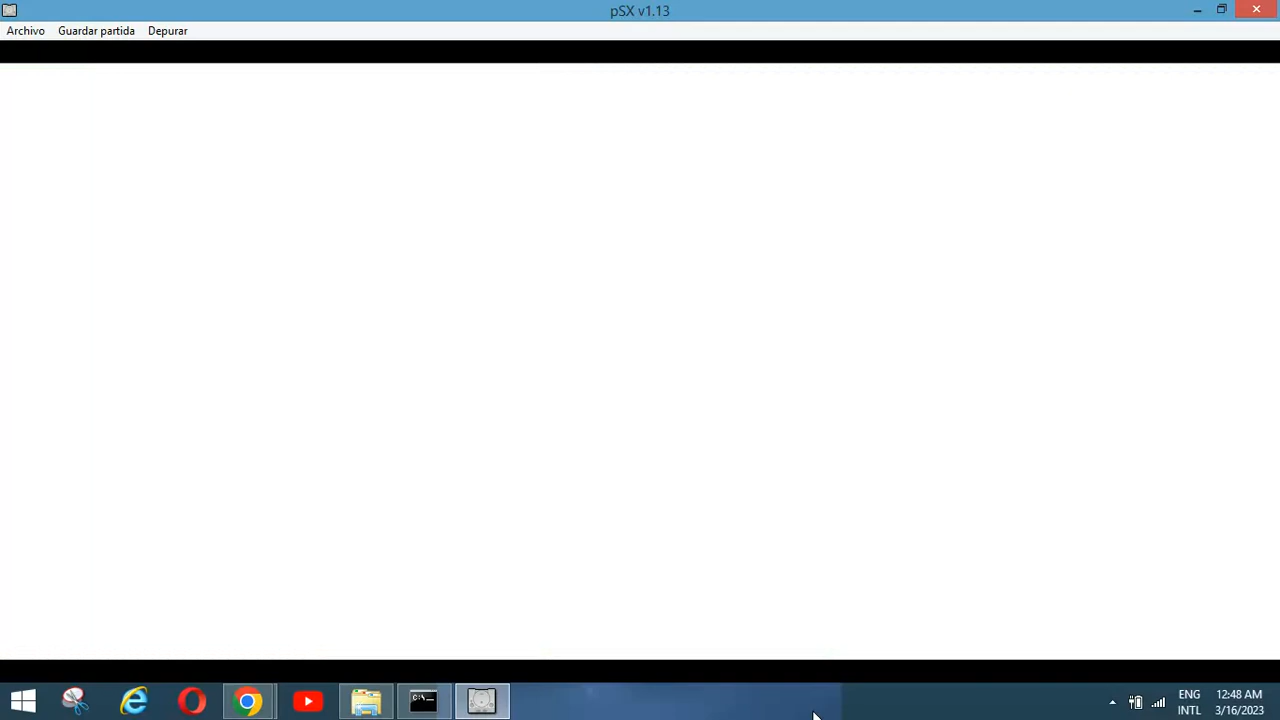 pSX v1.13
Archivo Guardar partida Depurar
C:\_
ENG 12:48 AM
INTL 3/16/2023